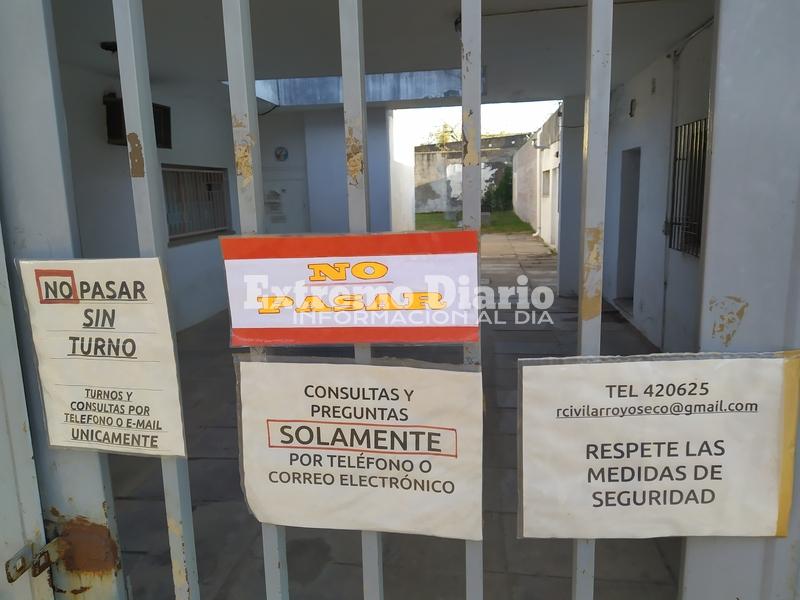 NO PASAR
SIN
TURNO
TURNOS Y
CONSULTAS POR
TELEFONO O E-MAIL
UNICAMENTE
NO
PASAR
Extremo Diario
INFORMACIÓN AL DIA
CONSULTAS Y
PREGUNTAS
SOLAMENTE
POR TELÉFONO O
CORREO ELECTRÓNICO
TEL 420625
rcivilarroyoseco@gmail.com
RESPETE LAS
MEDIDAS DE
SEGURIDAD